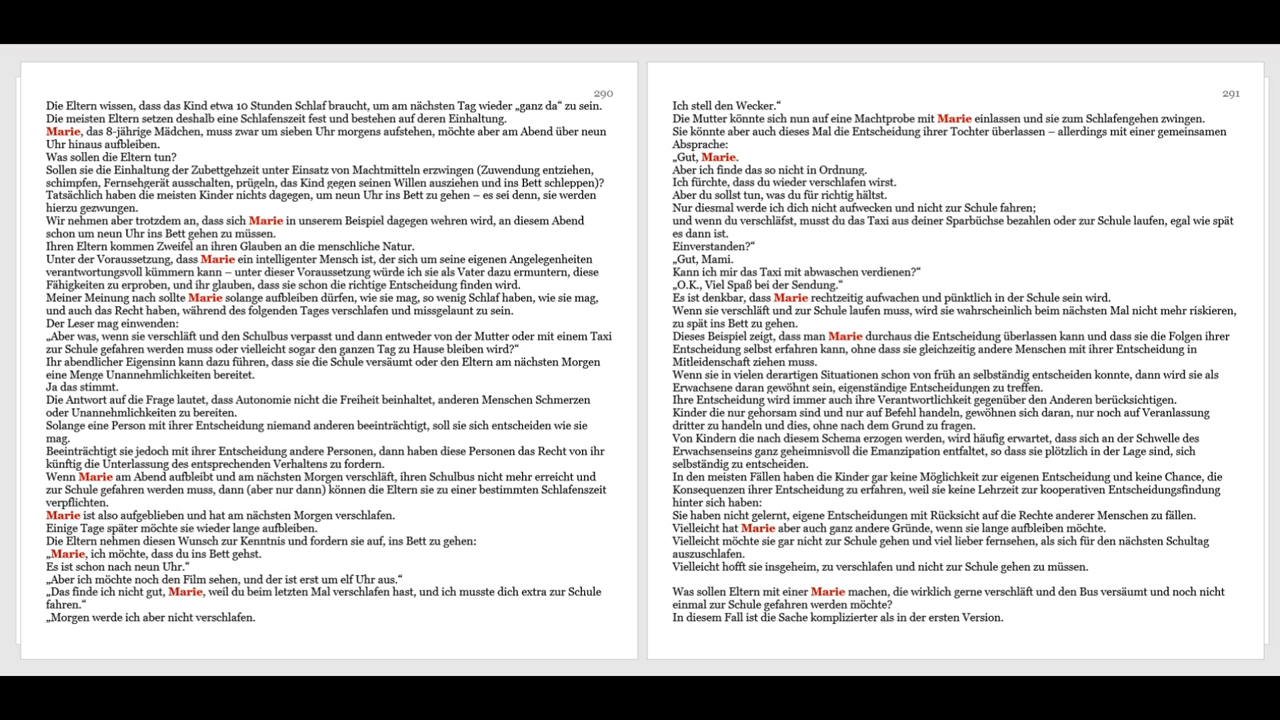 290
Die Eltern wissen, dass das Kind etwa 10 Stunden Schlaf braucht, um am nächsten Tag wieder „ganz da“ zu sein.
Die meisten Eltern setzen deshalb eine Schlafenszeit fest und bestehen auf deren Einhaltung.
Marie, das 8-jährige Mädchen, muss zwar um sieben Uhr morgens aufstehen, möchte aber am Abend über neun
Uhr hinaus aufbleiben.
Was sollen die Eltern tun?
Sollen sie die Einhaltung der Zubettgehzeit unter Einsatz von Machtmitteln erzwingen (Zuwendung entziehen,
schimpfen, Fernsehgerät ausschalten, prügeln, das Kind gegen seinen Willen ausziehen und ins Bett schleppen)?
Tatsächlich haben die meisten Kinder nichts dagegen, um neun Uhr ins Bett zu gehen – es sei denn, sie werden
hierzu gezwungen.
Wir nehmen aber trotzdem an, dass sich Marie in unserem Beispiel dagegen wehren wird, an diesem Abend
schon um neun Uhr ins Bett gehen zu müssen.
Ihren Eltern kommen Zweifel an ihren Glauben an die menschliche Natur.
Unter der Voraussetzung, dass Marie ein intelligenter Mensch ist, der sich um seine eigenen Angelegenheiten
verantwortungsvoll kümmern kann – unter dieser Voraussetzung würde ich sie als Vater dazu ermuntern, diese
Fähigkeiten zu erproben, und ihr glauben, dass sie schon die richtige Entscheidung finden wird.
Meiner Meinung nach sollte Marie solange aufbleiben dürfen, wie sie mag, so wenig Schlaf haben, wie sie mag,
und auch das Recht haben, während des folgenden Tages verschlafen und missgelaunt zu sein.
Der Leser mag einwenden:
„Aber was, wenn sie verschläft und den Schulbus verpasst und dann entweder von der Mutter oder mit einem Taxi
zur Schule gefahren werden muss oder vielleicht sogar den ganzen Tag zu Hause bleiben wird?“
Ihr abendlicher Eigensinn kann dazu führen, dass sie die Schule versäumt oder den Eltern am nächsten Morgen
eine Menge Unannehmlichkeiten bereitet.
Ja das stimmt.
Die Antwort auf die Frage lautet, dass Autonomie nicht die Freiheit beinhaltet, anderen Menschen Schmerzen
oder Unannehmlichkeiten zu bereiten.
Solange eine Person mit ihrer Entscheidung niemand anderen beeinträchtigt, soll sie sich entscheiden wie sie
mag.
Beeinträchtigt sie jedoch mit ihrer Entscheidung andere Personen, dann haben diese Personen das Recht von ihr
künftig die Unterlassung des entsprechenden Verhaltens zu fordern.
Wenn Marie am Abend aufbleibt und am nächsten Morgen verschläft, ihren Schulbus nicht mehr erreicht und
zur Schule gefahren werden muss, dann (aber nur dann) können die Eltern sie zu einer bestimmten Schlafenszeit
verpflichten.
Marie ist also aufgeblieben und hat am nächsten Morgen verschlafen.
Einige Tage später möchte sie wieder lange aufbleiben.
Die Eltern nehmen diesen Wunsch zur Kenntnis und fordern sie auf, ins Bett zu gehen:
„Marie, ich möchte, dass du ins Bett gehst.
Es ist schon nach neun Uhr.“
„Aber ich möchte noch den Film sehen, und der ist erst um elf Uhr aus.“
„Das finde ich nicht gut, Marie, weil du beim letzten Mal verschlafen hast, und ich musste dich extra zur Schule
fahren.“
„Morgen werde ich aber nicht verschlafen.
291
Ich stell den Wecker.“
Die Mutter könnte sich nun auf eine Machtprobe mit Marie einlassen und sie zum Schlafengehen zwingen.
Sie könnte aber auch dieses Mal die Entscheidung ihrer Tochter überlassen – allerdings mit einer gemeinsamen
Absprache:
„Gut, Marie.
Aber ich finde das so nicht in Ordnung.
Ich fürchte, dass du wieder verschlafen wirst.
Aber du sollst tun, was du für richtig hältst.
Nur diesmal werde ich dich nicht aufwecken und nicht zur Schule fahren;
und wenn du verschläfst, musst du das Taxi aus deiner Sparbüchse bezahlen oder zur Schule laufen, egal wie spät
es dann ist.
Einverstanden?“
„Gut, Mami.
Kann ich mir das Taxi mit abwaschen verdienen?“
„O.K., Viel Spaß bei der Sendung.“
Es ist denkbar, dass Marie rechtzeitig aufwachen und pünktlich in der Schule sein wird.
Wenn sie verschläft und zur Schule laufen muss, wird sie wahrscheinlich beim nächsten Mal nicht mehr riskieren,
zu spät ins Bett zu gehen.
Dieses Beispiel zeigt, dass man Marie durchaus die Entscheidung überlassen kann und dass sie die Folgen ihrer
Entscheidung selbst erfahren kann, ohne dass sie gleichzeitig andere Menschen mit ihrer Entscheidung in
Mitleidenschaft ziehen muss.
Wenn sie in vielen derartigen Situationen schon von früh an selbständig entscheiden konnte, dann wird sie als
Erwachsene daran gewöhnt sein, eigenständige Entscheidungen zu treffen.
Ihre Entscheidung wird immer auch ihre Verantwortlichkeit gegenüber den Anderen berücksichtigen.
Kinder die nur gehorsam sind und nur auf Befehl handeln, gewöhnen sich daran, nur noch auf Veranlassung
dritter zu handeln und dies, ohne nach dem Grund zu fragen.
Von Kindern die nach diesem Schema erzogen werden, wird häufig erwartet, dass sich an der Schwelle des
Erwachsenseins ganz geheimnisvoll die Emanzipation entfaltet, so dass sie plötzlich in der Lage sind, sich
selbständig zu entscheiden.
In den meisten Fällen haben die Kinder gar keine Möglichkeit zur eigenen Entscheidung und keine Chance, die
Konsequenzen ihrer Entscheidung zu erfahren, weil sie keine Lehrzeit zur kooperativen Entscheidungsfindung
hinter sich haben:
Sie haben nicht gelernt, eigene Entscheidungen mit Rücksicht auf die Rechte anderer Menschen zu fällen.
Vielleicht hat Marie aber auch ganz andere Gründe, wenn sie lange aufbleiben möchte.
Vielleicht möchte sie gar nicht zur Schule gehen und viel lieber fernsehen, als sich für den nächsten Schultag
auszuschlafen.
Vielleicht hofft sie insgeheim, zu verschlafen und nicht zur Schule gehen zu müssen.
Was sollen Eltern mit einer Marie machen, die wirklich gerne verschläft und den Bus versäumt und noch nicht
einmal zur Schule gefahren werden möchte?
In diesem Fall ist die Sache komplizierter als in der ersten Version.